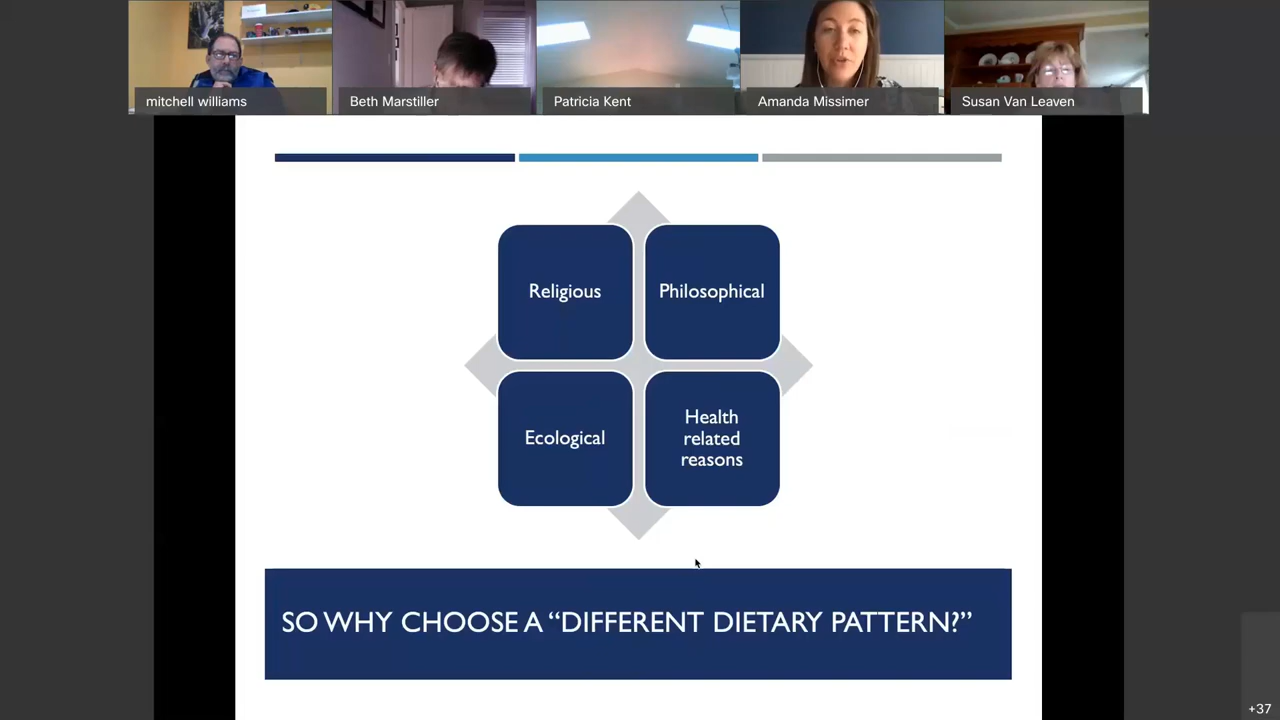 mitchell williams
Beth Marstiller
Patricia Kent
Amanda Missimer
Susan Van Leaven
Religious
Philosophical
Ecological
Health
related
reasons
SO WHY CHOOSE A “DIFFERENT DIETARY PATTERN?”
+37